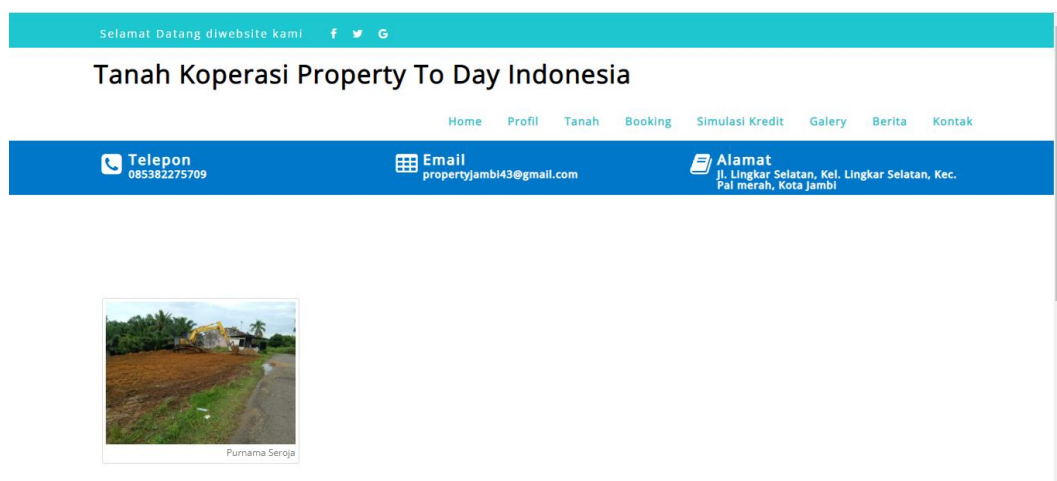 Selamat Datang diwebsite kami
Tanah Koperasi Property To Day Indonesia
Home Profil Tanah Booking Simulasi Kredit Galery Berita Kontak
Telepon
085382275709
Email
propertyjambi43@gmail.com
Alamat
Jl. Lingkar Selatan, Kel. Lingkar Selatan, Kec.
Pal merah, Kota Jambi
Purnama Seroja